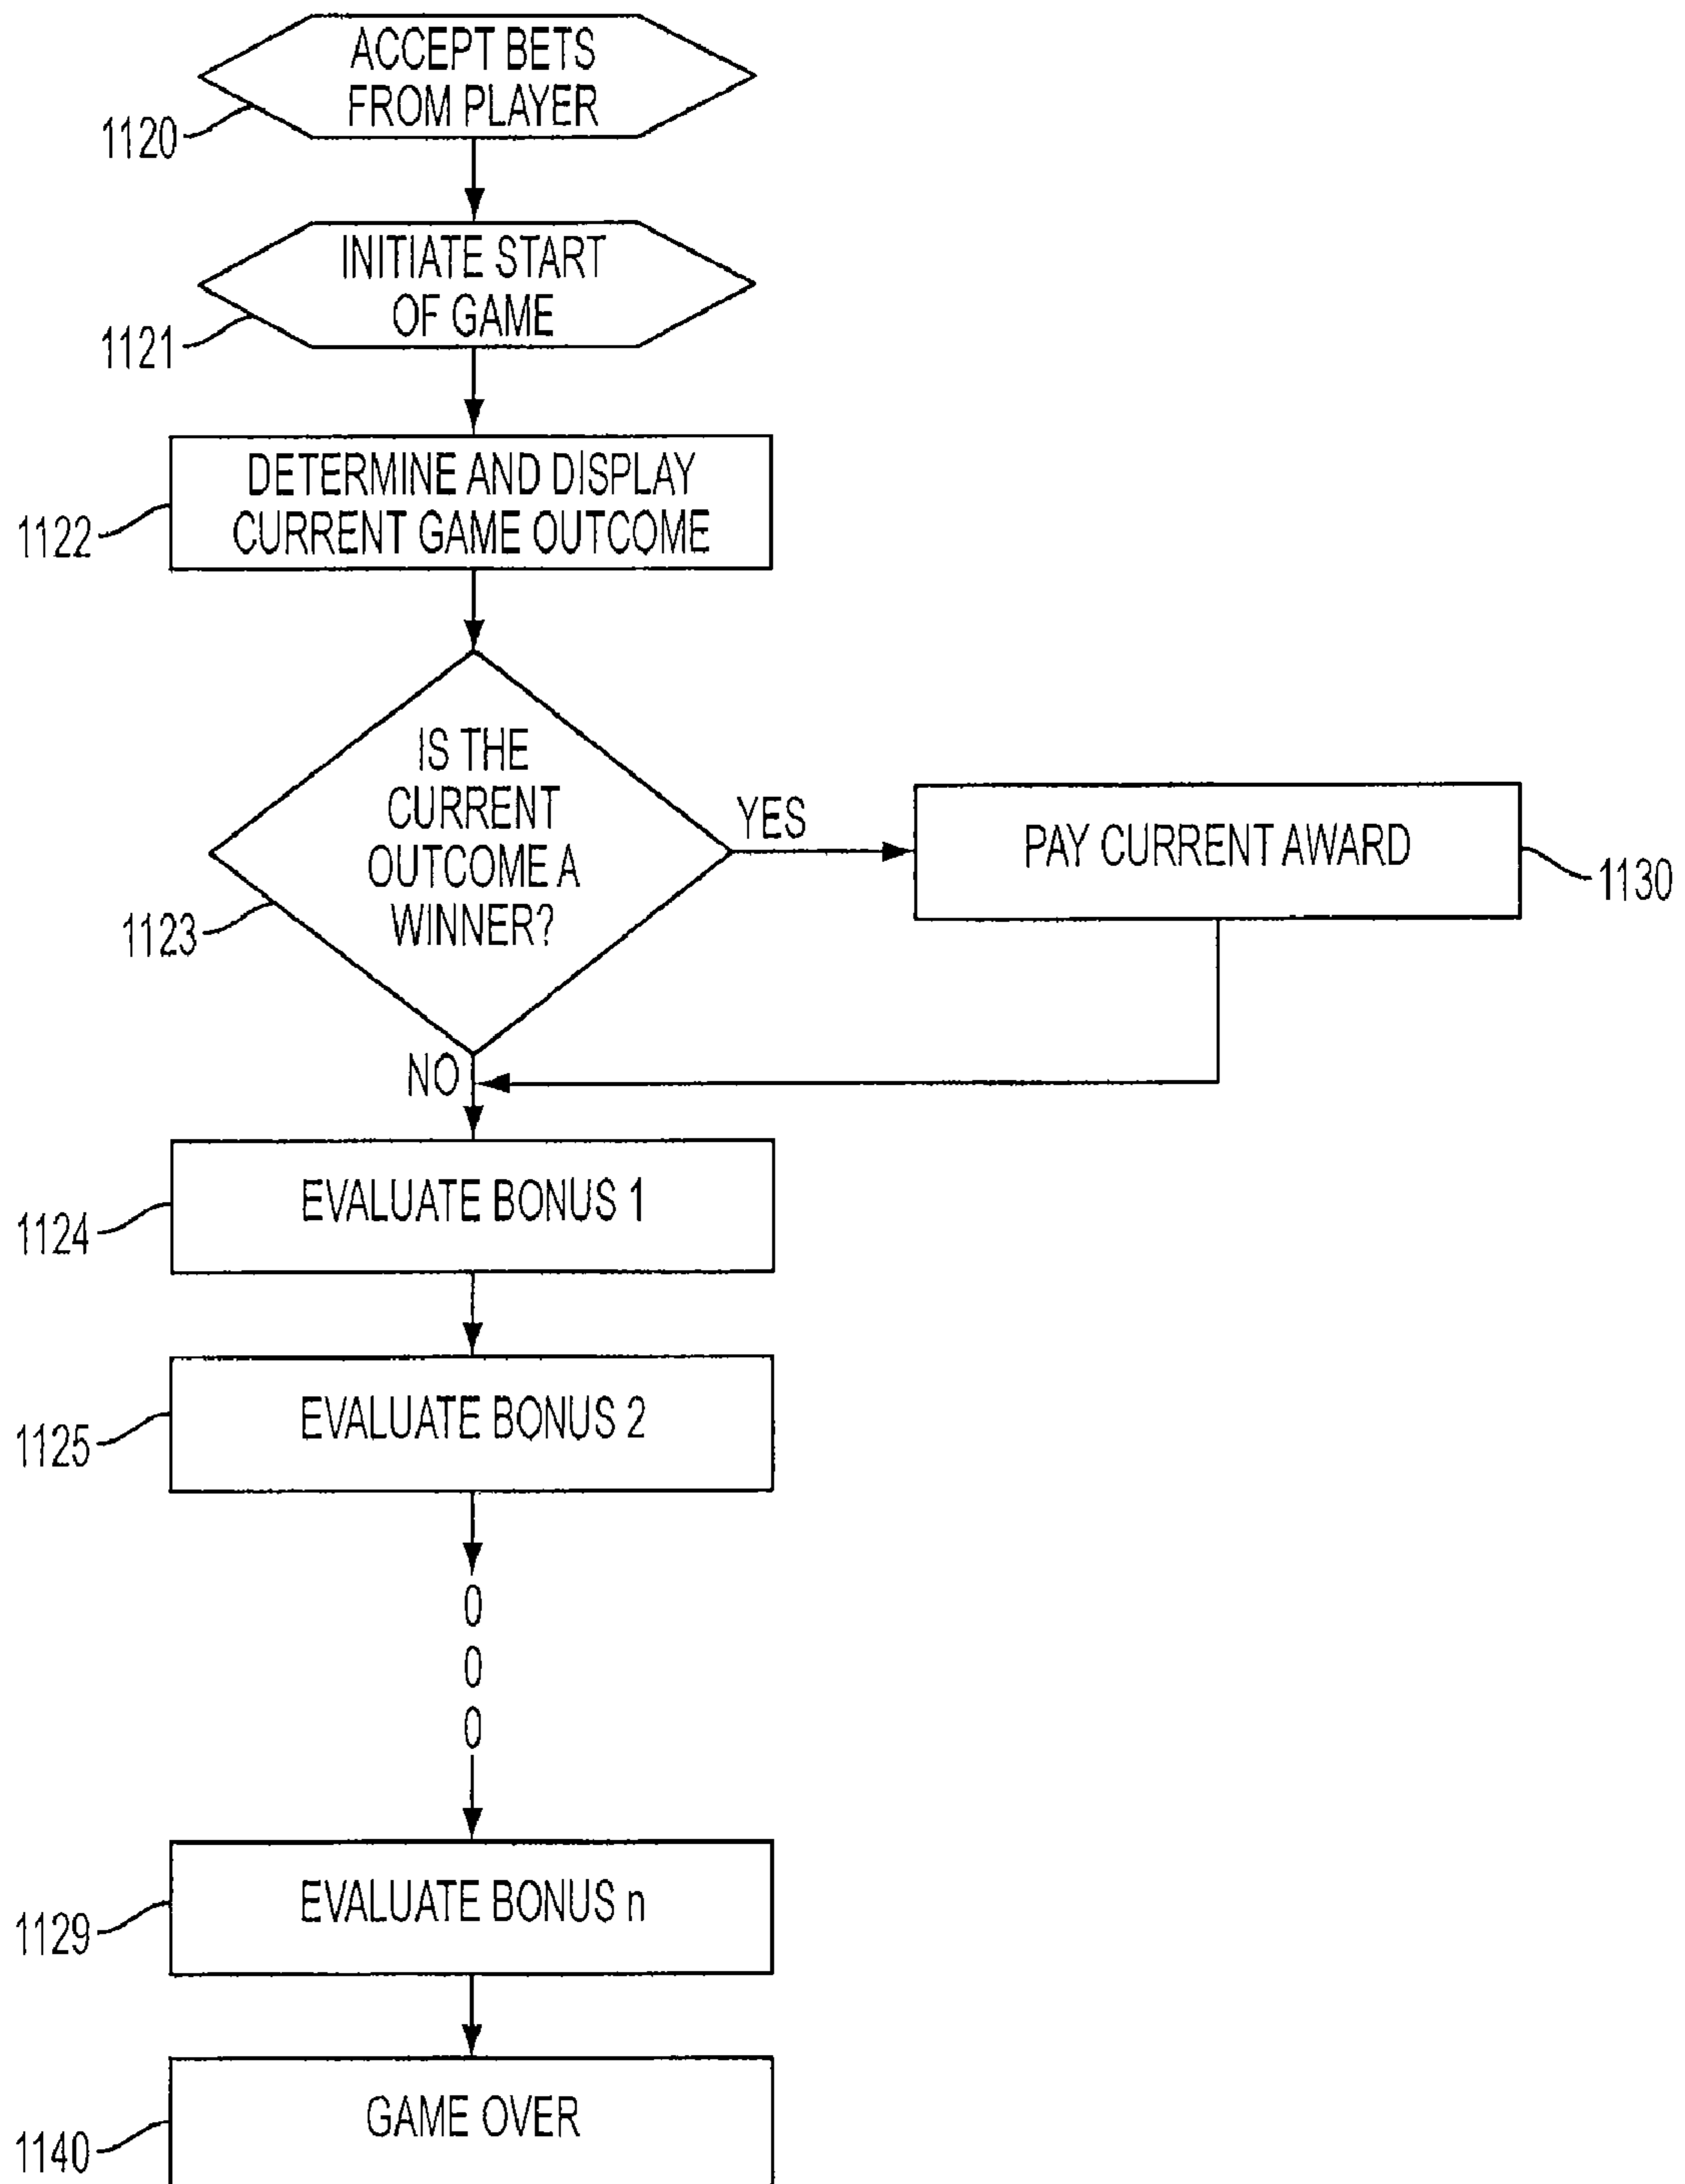 ACCEPT BETS
FROM PLAYER
1120
INITIATE START
OF GAME
1121
DETERMINE AND DISPLAY
CURRENT GAME OUTCOME
1122
IS THE
CURRENT
OUTCOME A
WINNER?
1123
YES
PAY CURRENT AWARD
1130
NO
EVALUATE BONUS 1
1124
EVALUATE BONUS 2
1125
0
0
0
EVALUATE BONUS n
1129
GAME OVER
1140